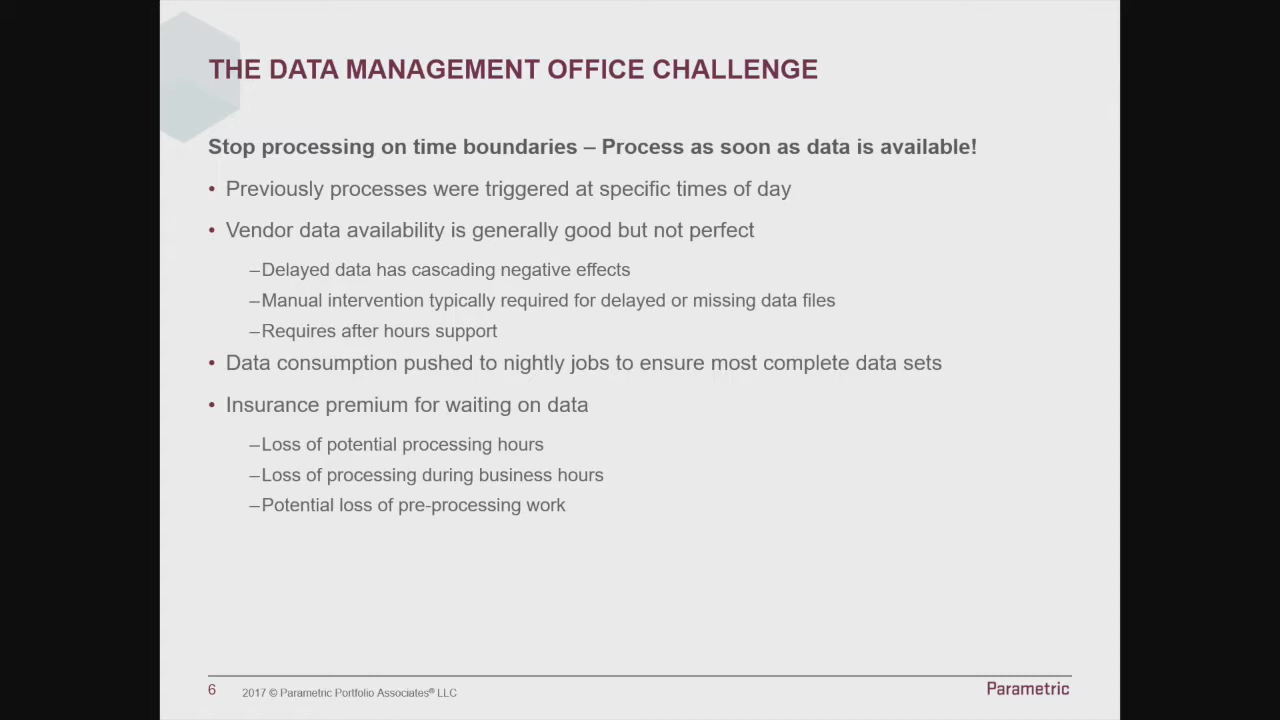 THE DATA MANAGEMENT OFFICE CHALLENGE
Stop processing on time boundaries – Process as soon as data is available!
• Previously processes were triggered at specific times of day
• Vendor data availability is generally good but not perfect
–Delayed data has cascading negative effects
–Manual intervention typically required for delayed or missing data files
–Requires after hours support
• Data consumption pushed to nightly jobs to ensure most complete data sets
• Insurance premium for waiting on data
–Loss of potential processing hours
–Loss of processing during business hours
–Potential loss of pre-processing work
6 2017 © Parametric Portfolio Associates® LLC Parametric